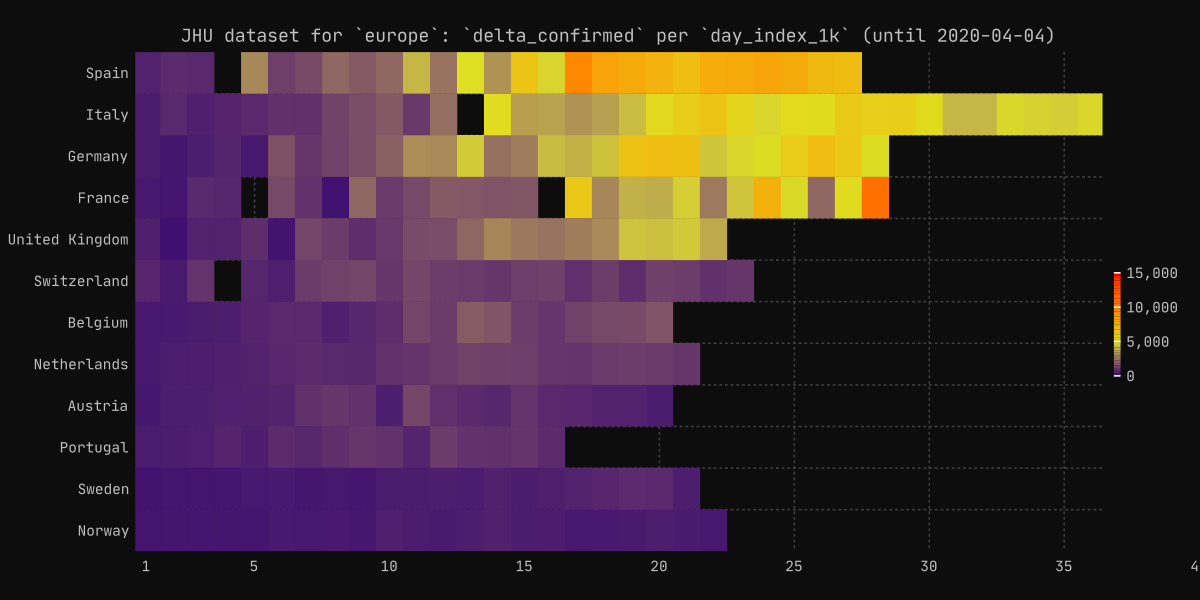 JHU dataset for `europe`: `delta_confirmed` per `day_index_1k` (until 2020-04-04)
Spain
Italy
Germany
France
United Kingdom
Switzerland
Belgium
Netherlands
Austria
Portugal
Sweden
Norway
15,000
10,000
5,000
0
1 5 10 15 20 25 30 35 4